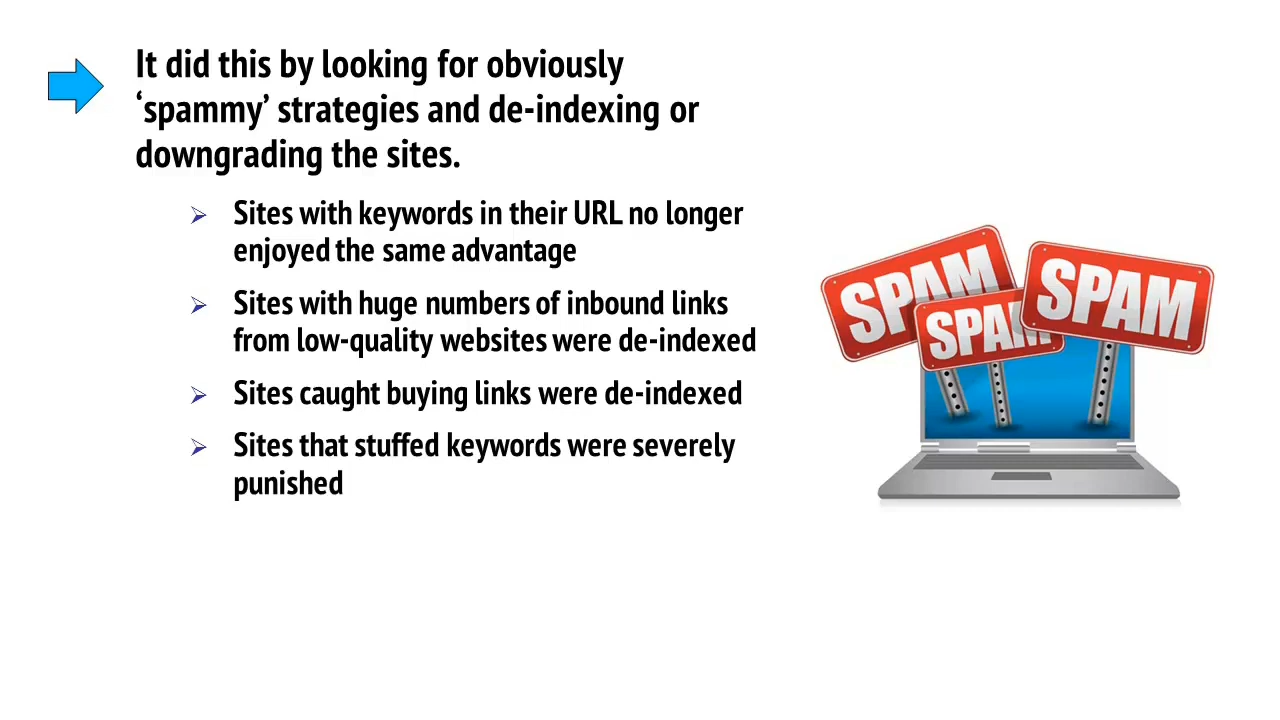 It did this by looking for obviously
‘spammy’ strategies and de-indexing or
downgrading the sites.
Sites with keywords in their URL no longer
enjoyed the same advantage
Sites with huge numbers of inbound links
from low-quality websites were de-indexed
Sites caught buying links were de-indexed
Sites that stuffed keywords were severely
punished
SPAM
SPAM
SPAM